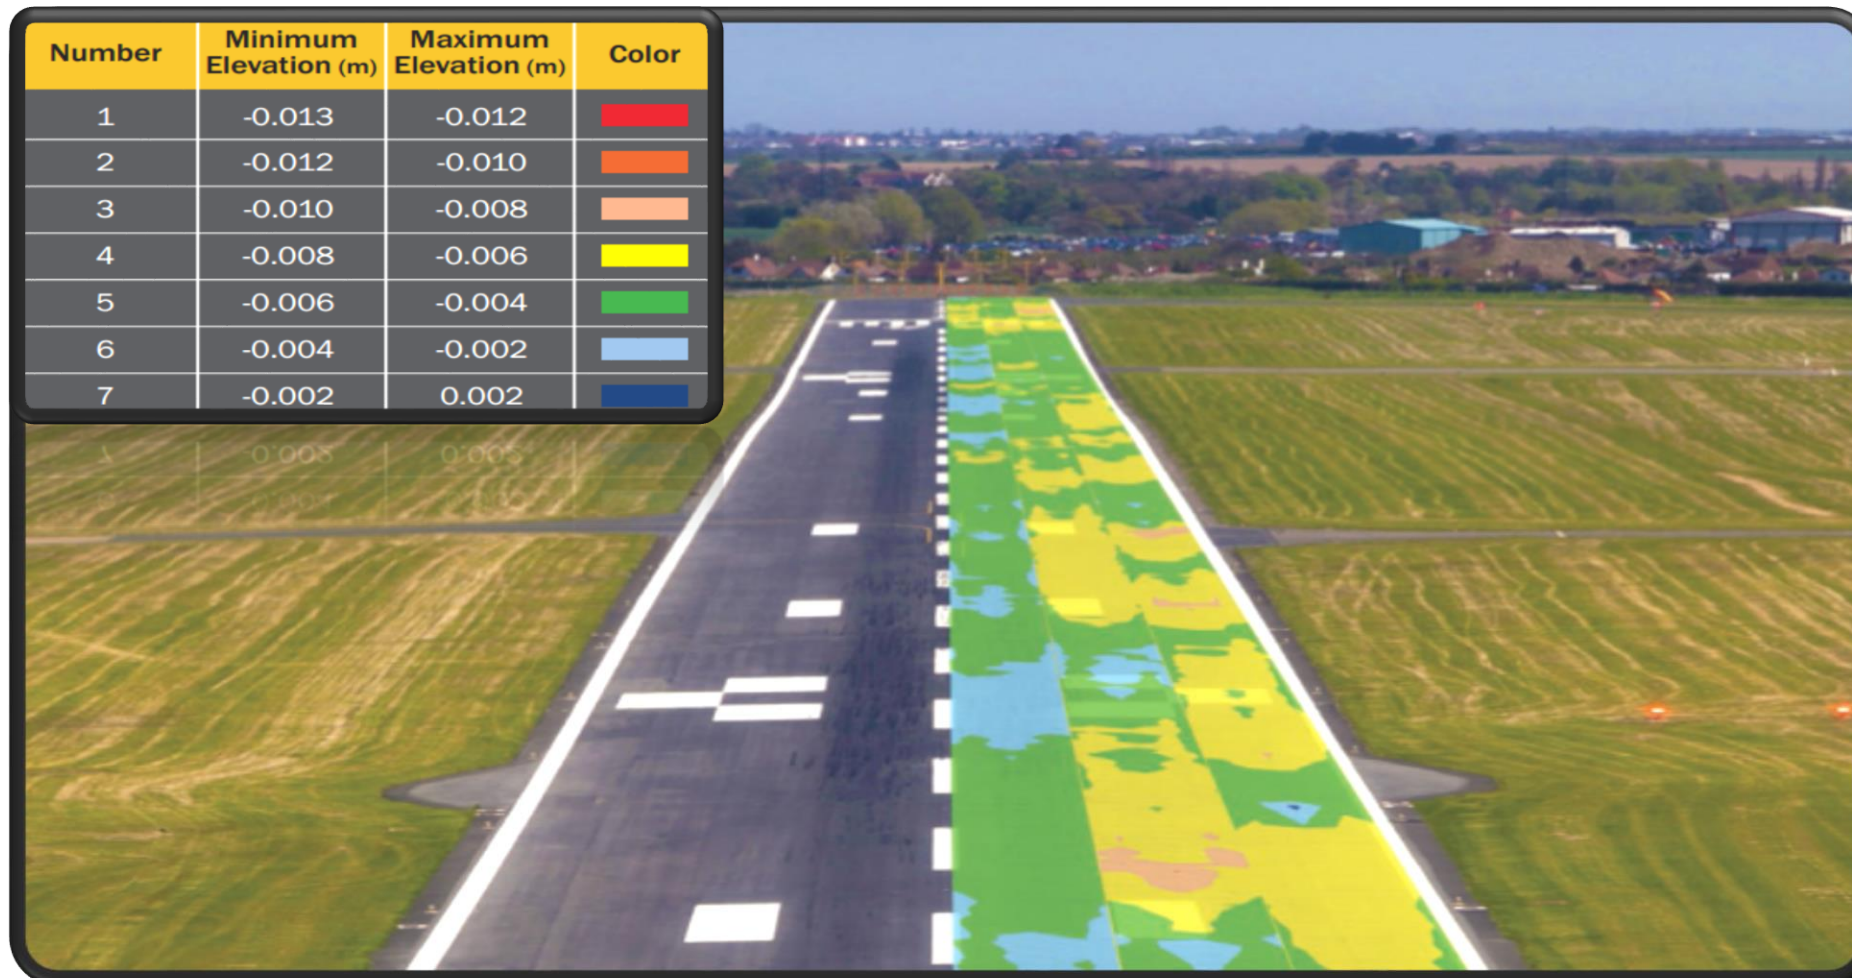 Number Minimum Elevation (m) Maximum Elevation (m) Color
1 -0.013 -0.012
2 -0.012 -0.010
3 -0.010 -0.008
4 -0.008 -0.006
5 -0.006 -0.004
6 -0.004 -0.002
7 -0.002 0.002